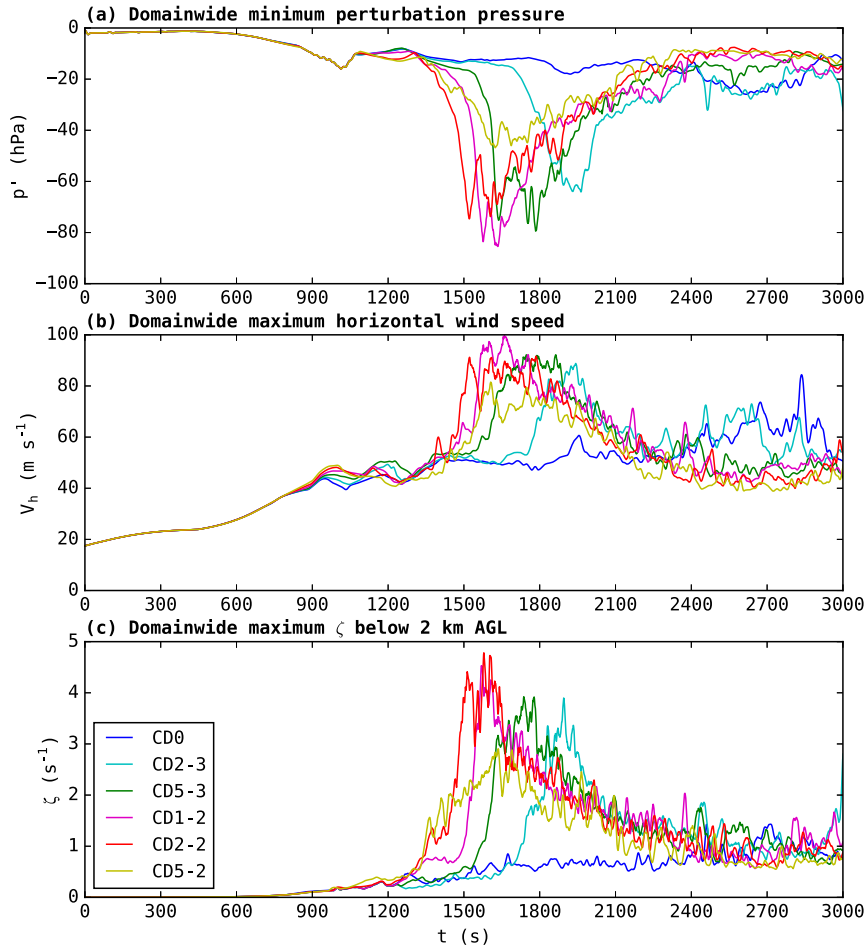 (a) Domainwide minimum perturbation pressure
0
−20
−40
−60
−80
−100
p' (hPa)
0 300 600 900 1200 1500 1800 2100 2400 2700 3000
(b) Domainwide maximum horizontal wind speed
100
80
60
40
20
0
V_h (m s⁻¹)
0 300 600 900 1200 1500 1800 2100 2400 2700 3000
(c) Domainwide maximum ζ below 2 km AGL
5
4
3
2
1
0
ζ (s⁻¹)
CD0
CD2-3
CD5-3
CD1-2
CD2-2
CD5-2
0 300 600 900 1200 1500 1800 2100 2400 2700 3000
t (s)